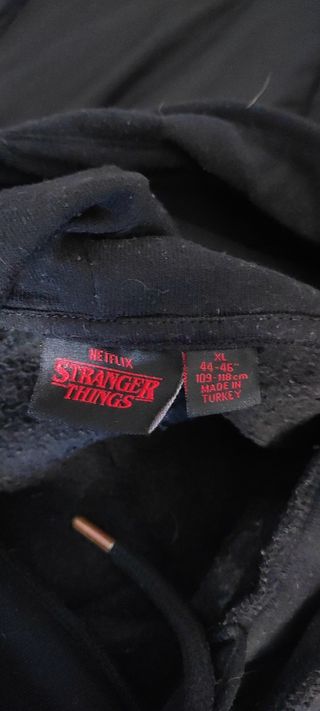 NETFLIX
STRANGER
THINGS
XL
44-46"
109-118cm
MADE IN
TURKEY